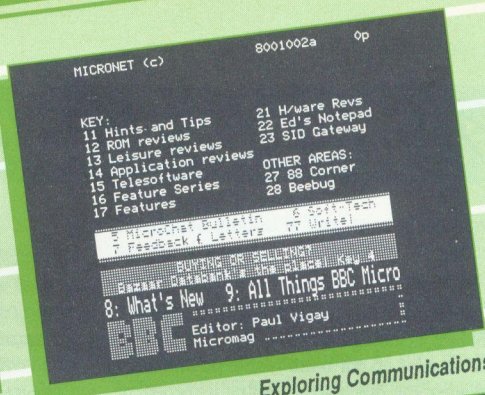 MICRONET (c) 8001002a 0p
KEY:
11 Hints and Tips
12 ROM reviews
13 Leisure reviews
14 Application reviews
15 Telesoftware
16 Feature Series
17 Features
21 H/ware Revs
22 Ed's Notepad
23 SID Gateway
OTHER AREAS:
27 88 Corner
28 Beebug
5 MicroChat Bulletin 6 Soft-Tech
7 Feedback & Letters 77 Write!
BUYING OR SELLING?
Bazaar databank's the place! Key 4
8: What's New 9: All Things BBC Micro
BBC
Editor: Paul Vigay
Micromag
Exploring Communications